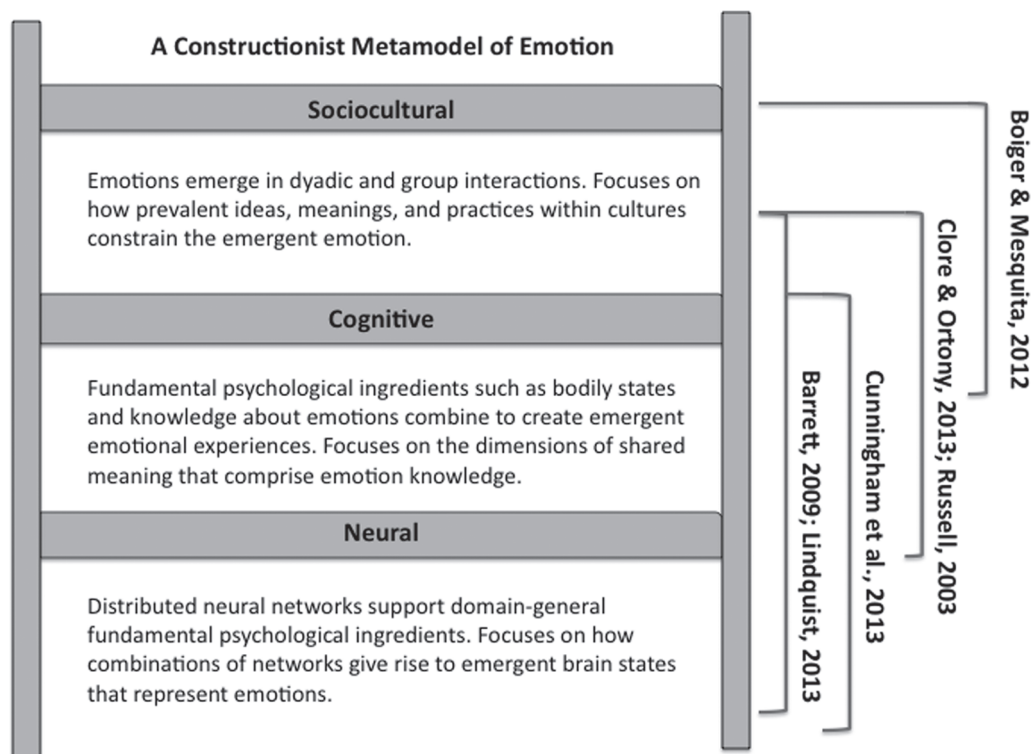 A Constructionist Metamodel of Emotion
Sociocultural
Emotions emerge in dyadic and group interactions. Focuses on
how prevalent ideas, meanings, and practices within cultures
constrain the emergent emotion.
Cognitive
Fundamental psychological ingredients such as bodily states
and knowledge about emotions combine to create emergent
emotional experiences. Focuses on the dimensions of shared
meaning that comprise emotion knowledge.
Neural
Distributed neural networks support domain-general
fundamental psychological ingredients. Focuses on how
combinations of networks give rise to emergent brain states
that represent emotions.
Barrett, 2009; Lindquist, 2013
Cunningham et al., 2013
Clore & Ortony, 2013; Russell, 2003
Boiger & Mesquita, 2012